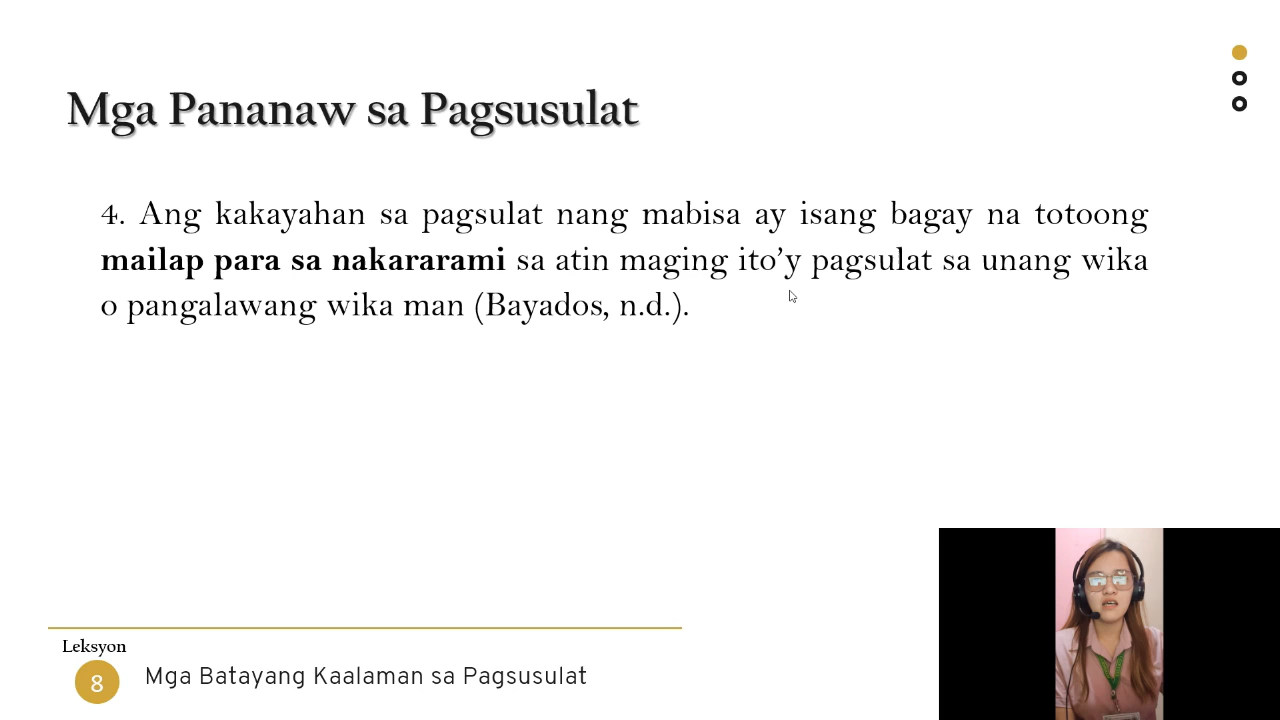 Mga Pananaw sa Pagsusulat
4. Ang kakayahan sa pagsulat nang mabisa ay isang bagay na totoong
mailap para sa nakararami sa atin maging ito’y pagsulat sa unang wika
o pangalawang wika man (Bayados, n.d.).
Leksyon
8
Mga Batayang Kaalaman sa Pagsusulat